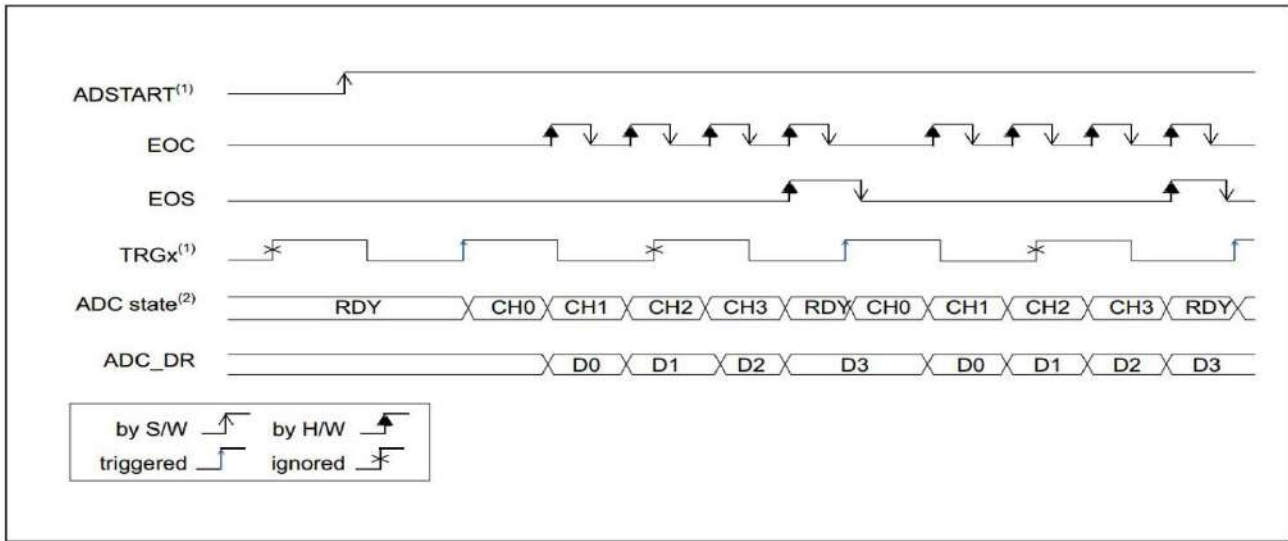 ADSTART(1)
EOC
EOS
TRGx(1)
ADC state(2) RDY CH0 CH1 CH2 CH3 RDY CH0 CH1 CH2 CH3 RDY
ADC_DR D0 D1 D2 D3 D0 D1 D2 D3
by S/W by H/W
triggered ignored